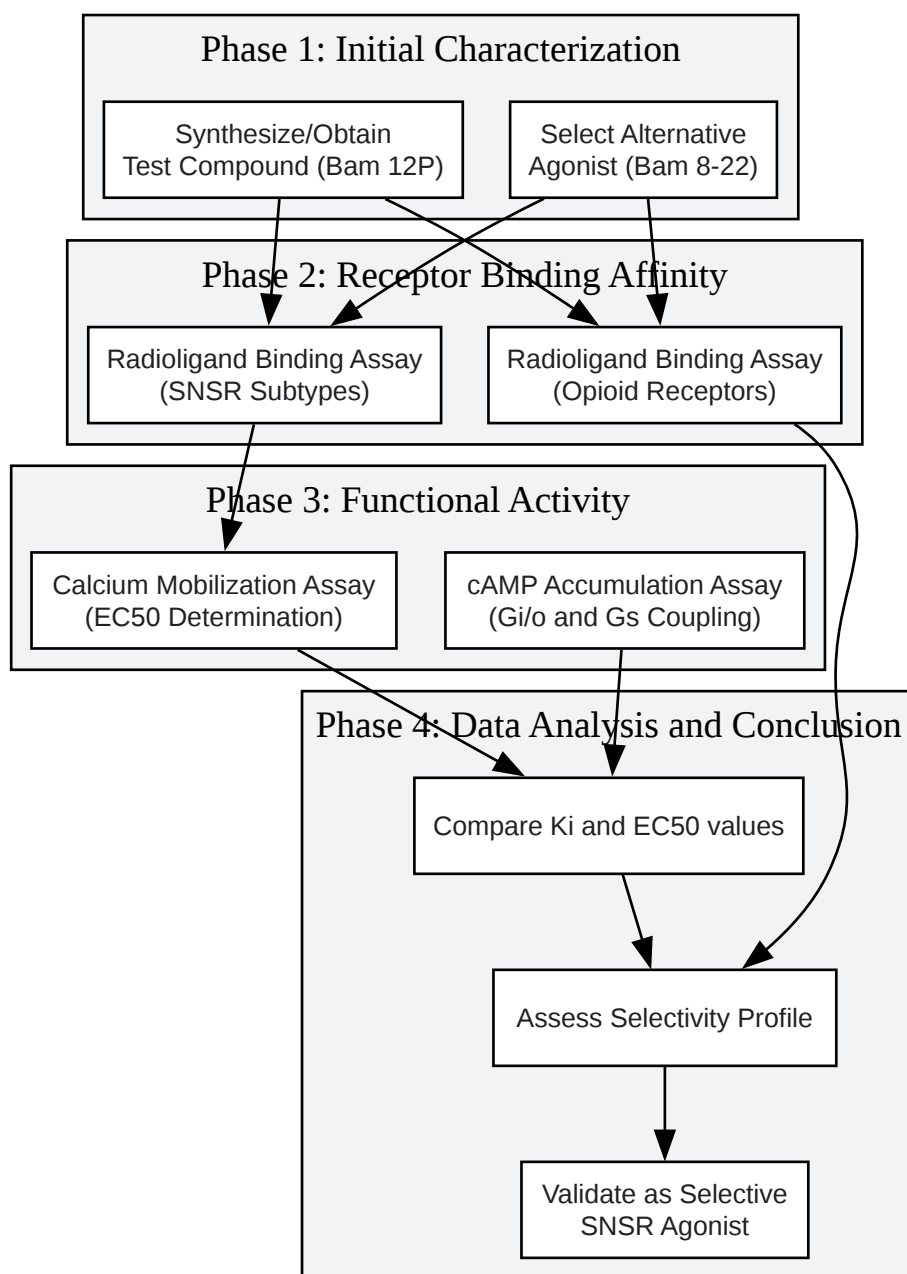 Phase 1: Initial Characterization
Synthesize/Obtain
Test Compound (Bam 12P)
Select Alternative
Agonist (Bam 8-22)
Phase 2: Receptor Binding Affinity
Radioligand Binding Assay
(SNSR Subtypes)
Radioligand Binding Assay
(Opioid Receptors)
Phase 3: Functional Activity
Calcium Mobilization Assay
(EC50 Determination)
cAMP Accumulation Assay
(Gi/o and Gs Coupling)
Phase 4: Data Analysis and Conclusion
Compare Ki and EC50 values
Assess Selectivity Profile
Validate as Selective
SNSR Agonist